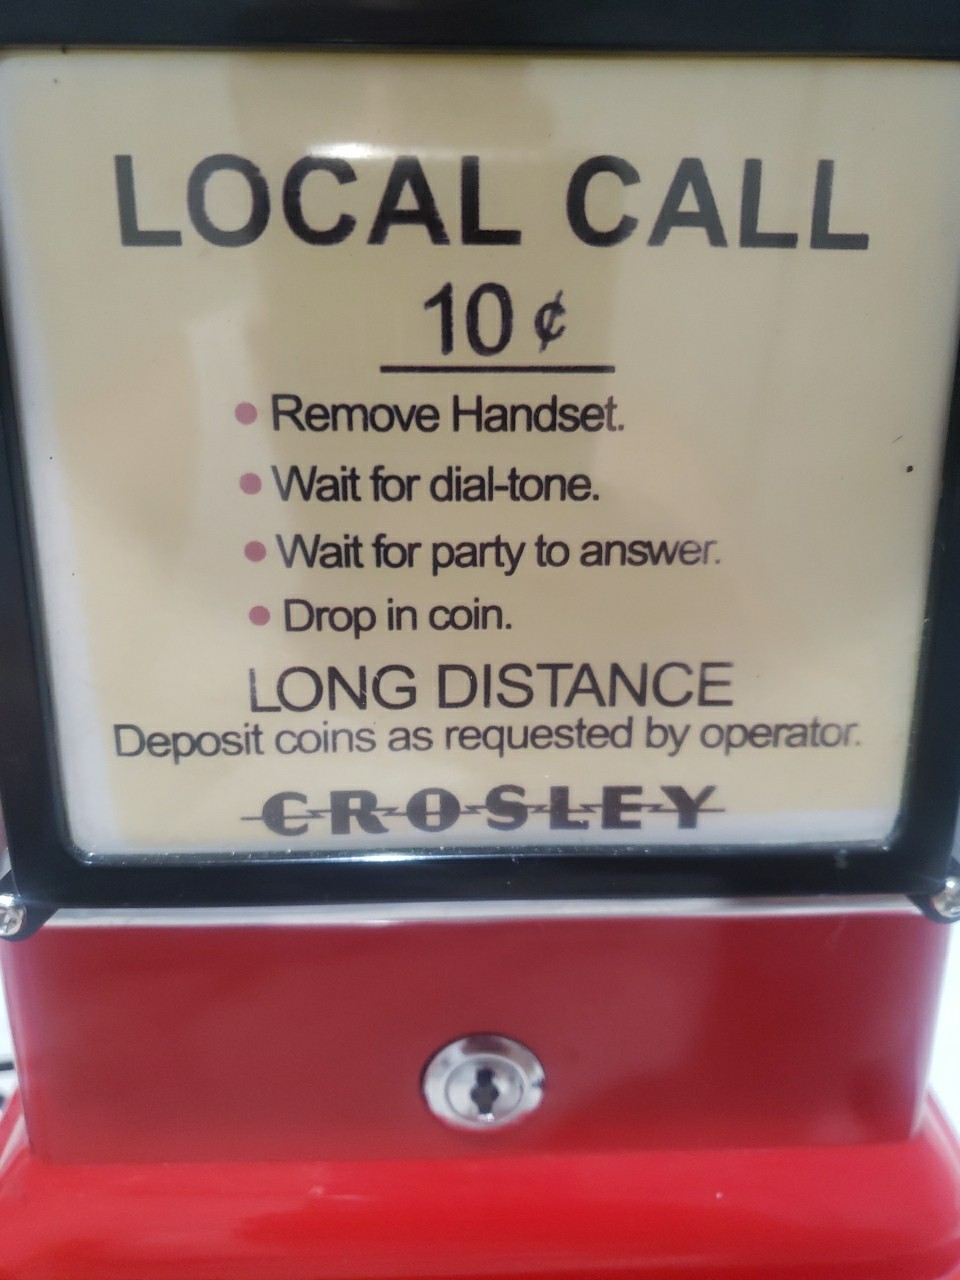 LOCAL CALL
10 ¢
• Remove Handset.
• Wait for dial-tone.
• Wait for party to answer.
• Drop in coin.
LONG DISTANCE
Deposit coins as requested by operator.
CROSLEY